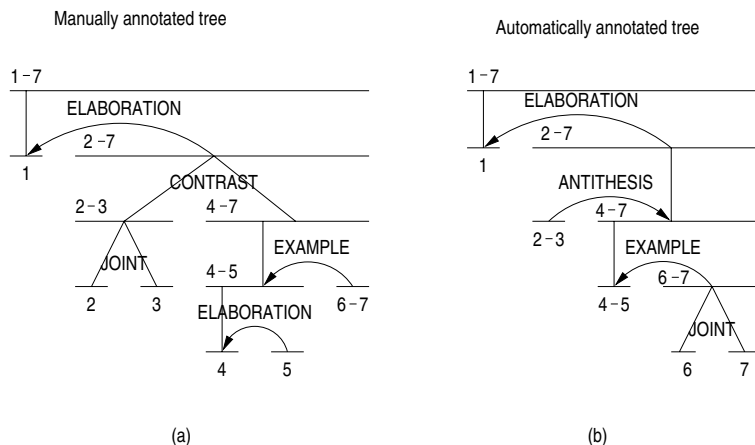 Manually annotated tree
1-7
ELABORATION
2-7
1
CONTRAST
2-3
4-7
JOINT
EXAMPLE
2
3
4-5
6-7
ELABORATION
4
5
(a)
Automatically annotated tree
1-7
ELABORATION
2-7
1
ANTITHESIS
2-3
4-7
EXAMPLE
6-7
4-5
JOINT
6
7
(b)